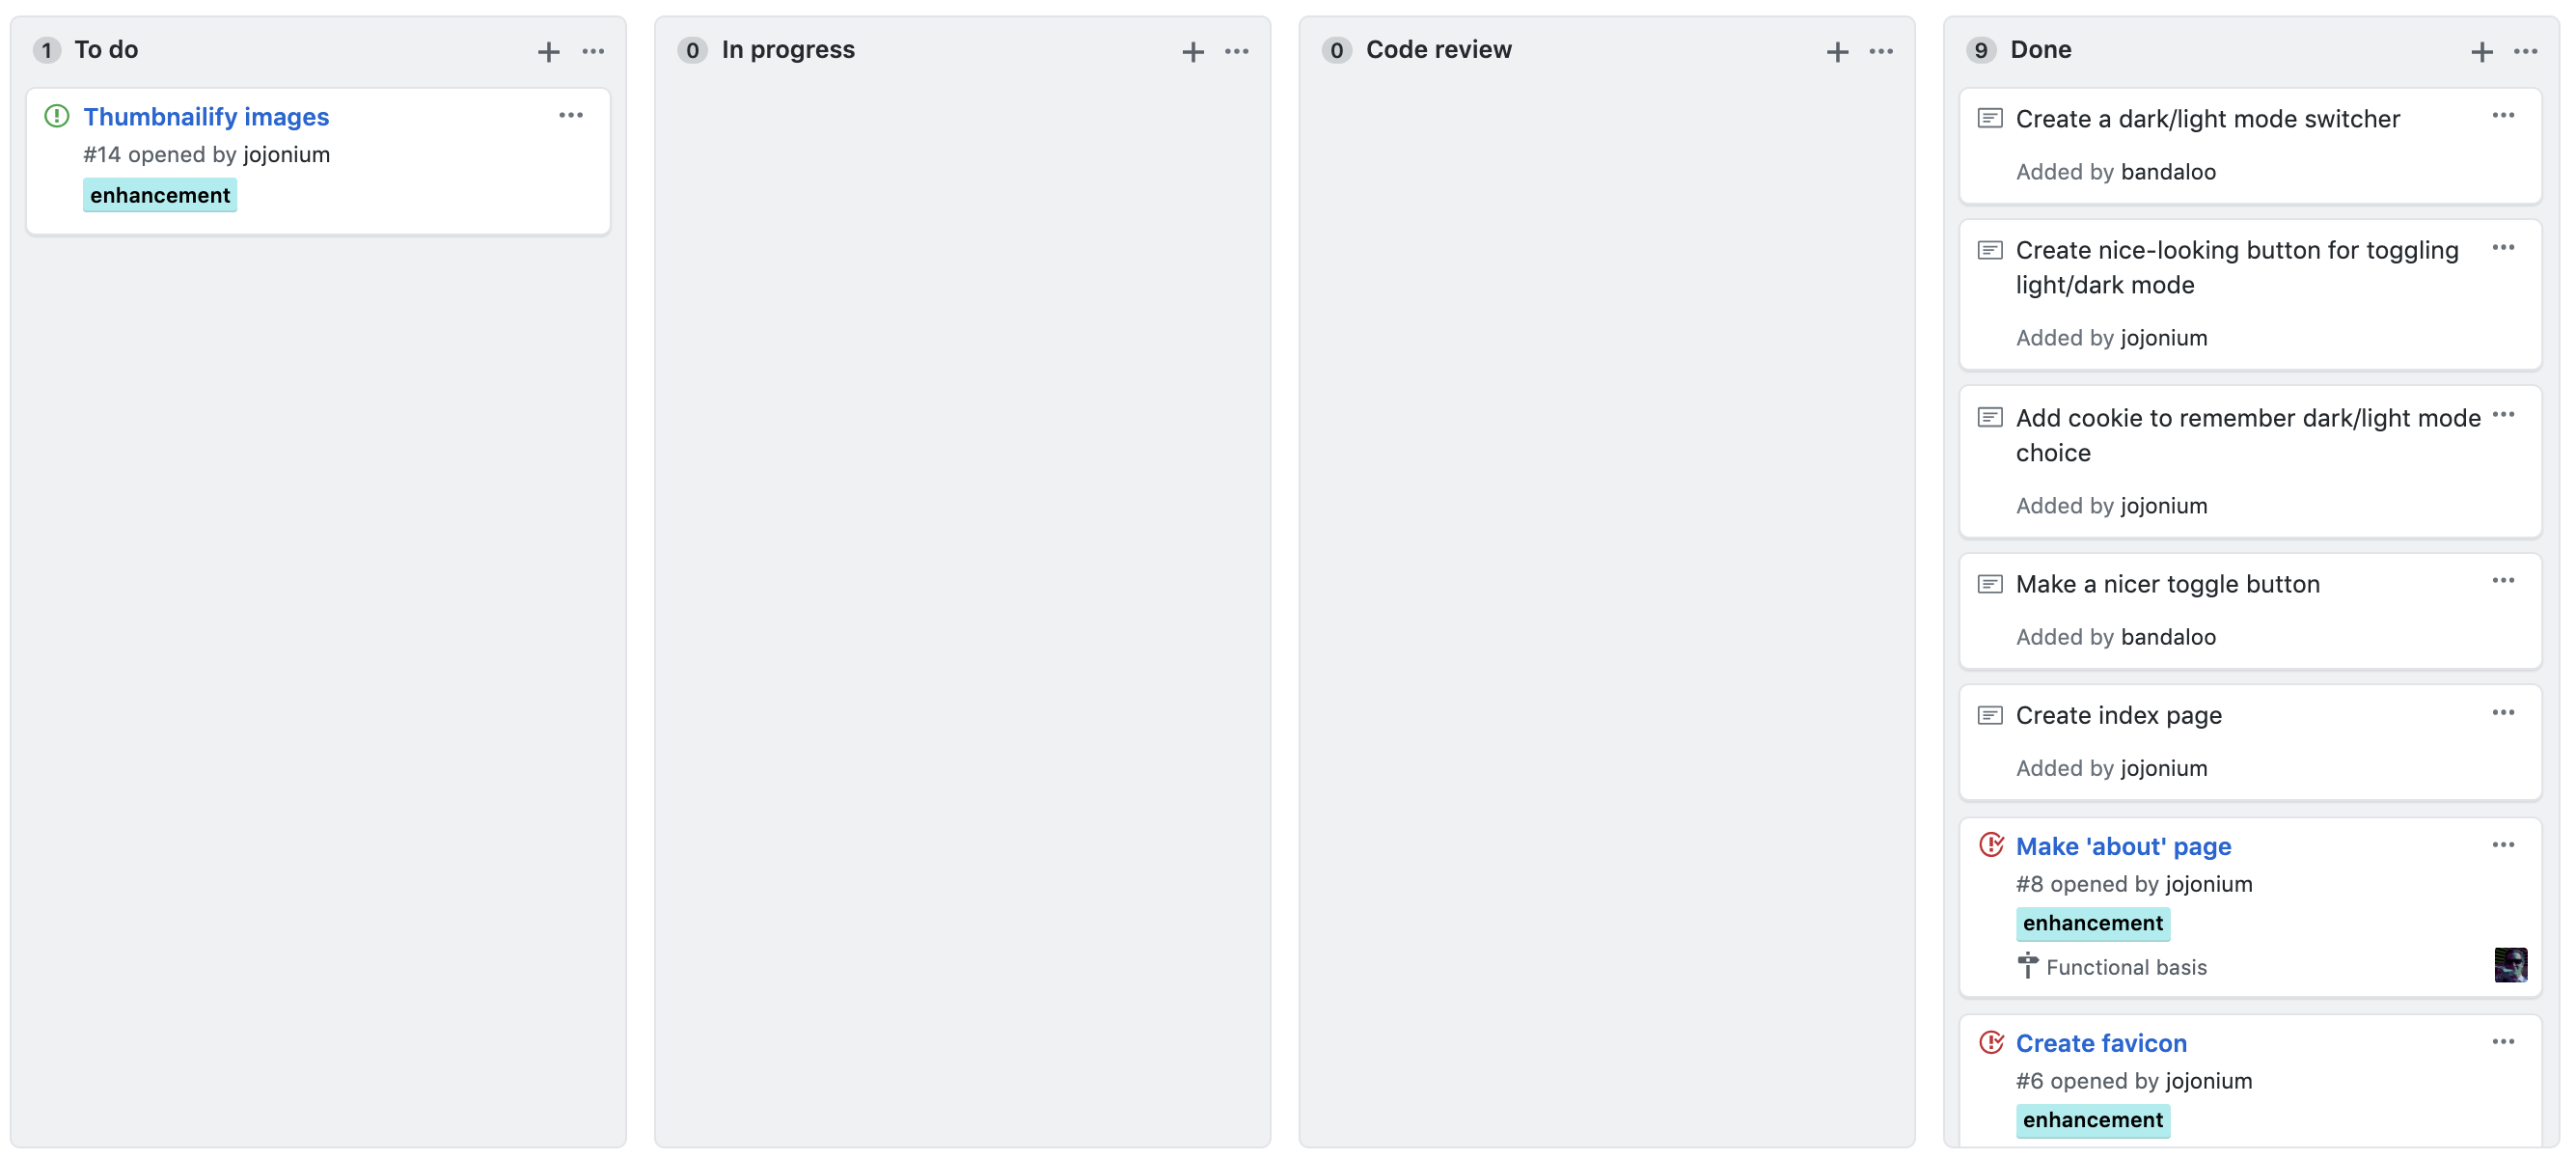 1 To do
Thumbnailify images
#14 opened by jojonium
enhancement
0 In progress
0 Code review
9 Done
Create a dark/light mode switcher
Added by bandaloo
Create nice-looking button for toggling
light/dark mode
Added by jojonium
Add cookie to remember dark/light mode
choice
Added by jojonium
Make a nicer toggle button
Added by bandaloo
Create index page
Added by jojonium
Make 'about' page
#8 opened by jojonium
enhancement
Functional basis
Create favicon
#6 opened by jojonium
enhancement